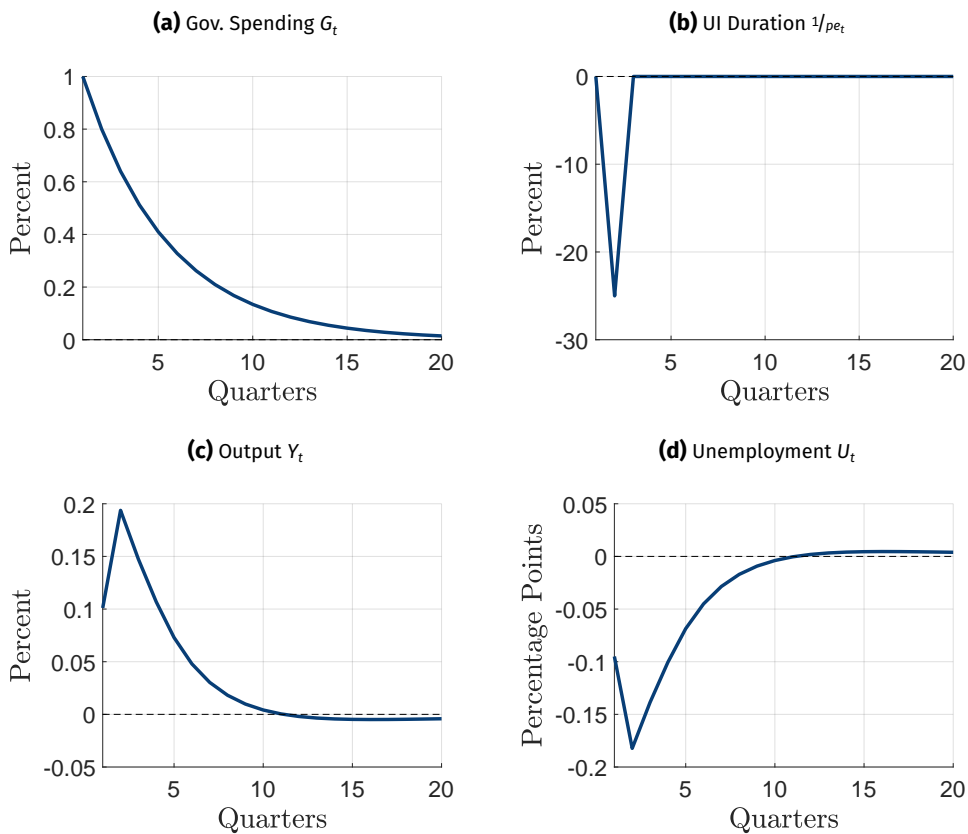 (a) Gov. Spending G_t
1
0.8
0.6
0.4
0.2
0
Percent
5 10 15 20
Quarters
(b) UI Duration 1/pe_t
0
-10
-20
-30
Percent
5 10 15 20
Quarters
(c) Output Y_t
0.2
0.15
0.1
0.05
0
-0.05
Percent
5 10 15 20
Quarters
(d) Unemployment U_t
0.05
0
-0.05
-0.1
-0.15
-0.2
Percentage Points
5 10 15 20
Quarters